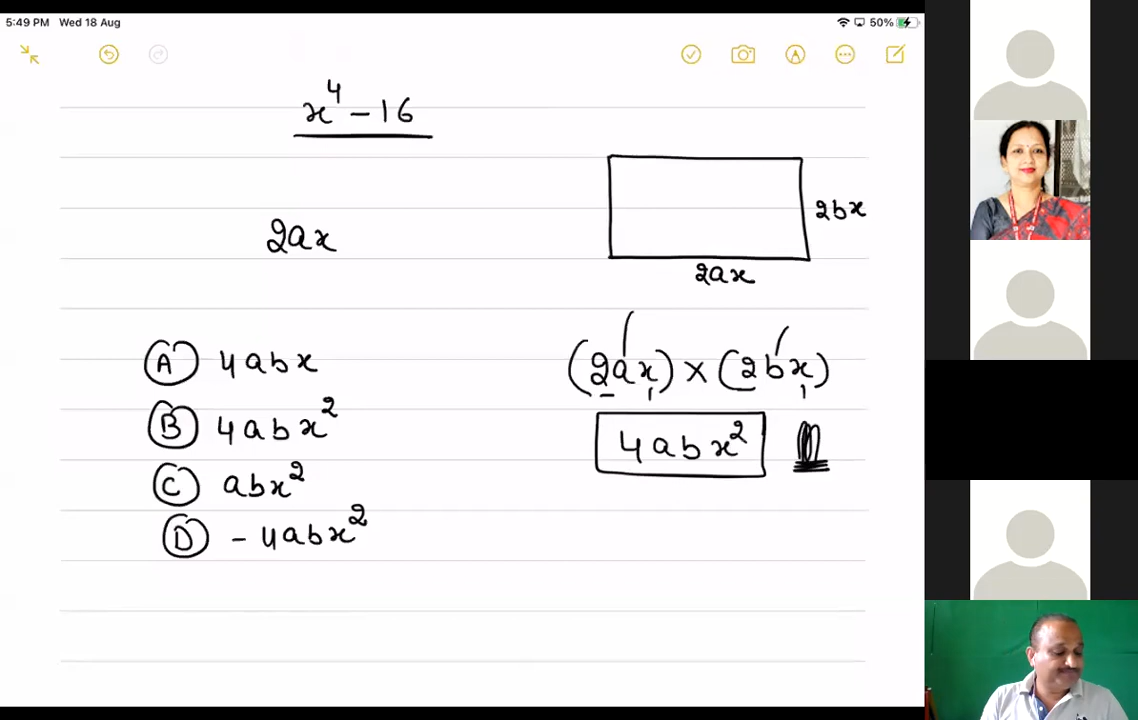 5:49 PM Wed 18 Aug
50%
x⁴ – 16
2bx
2ax
2ax
(A) 4abx
(2ax) × (2bx)
(B) 4abx²
4abx²
(C) abx²
(D) – 4abx²